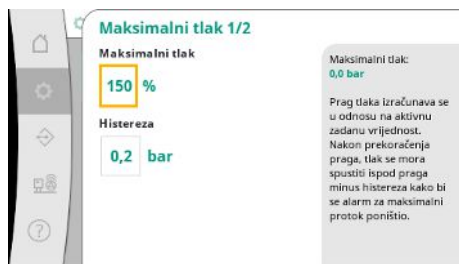 Maksimalni tlak 1/2
Maksimalni tlak
150 %
Histereza
0,2 bar
Maksimalni tlak:
0,0 bar
Prag tlaka izračunava se
u odnosu na aktivnu
zadanu vrijednost.
Nakon prekoračenja
praga, tlak se mora
spustiti ispod praga
minus histereza kako bi
se alarm za maksimalni
protok poništio.